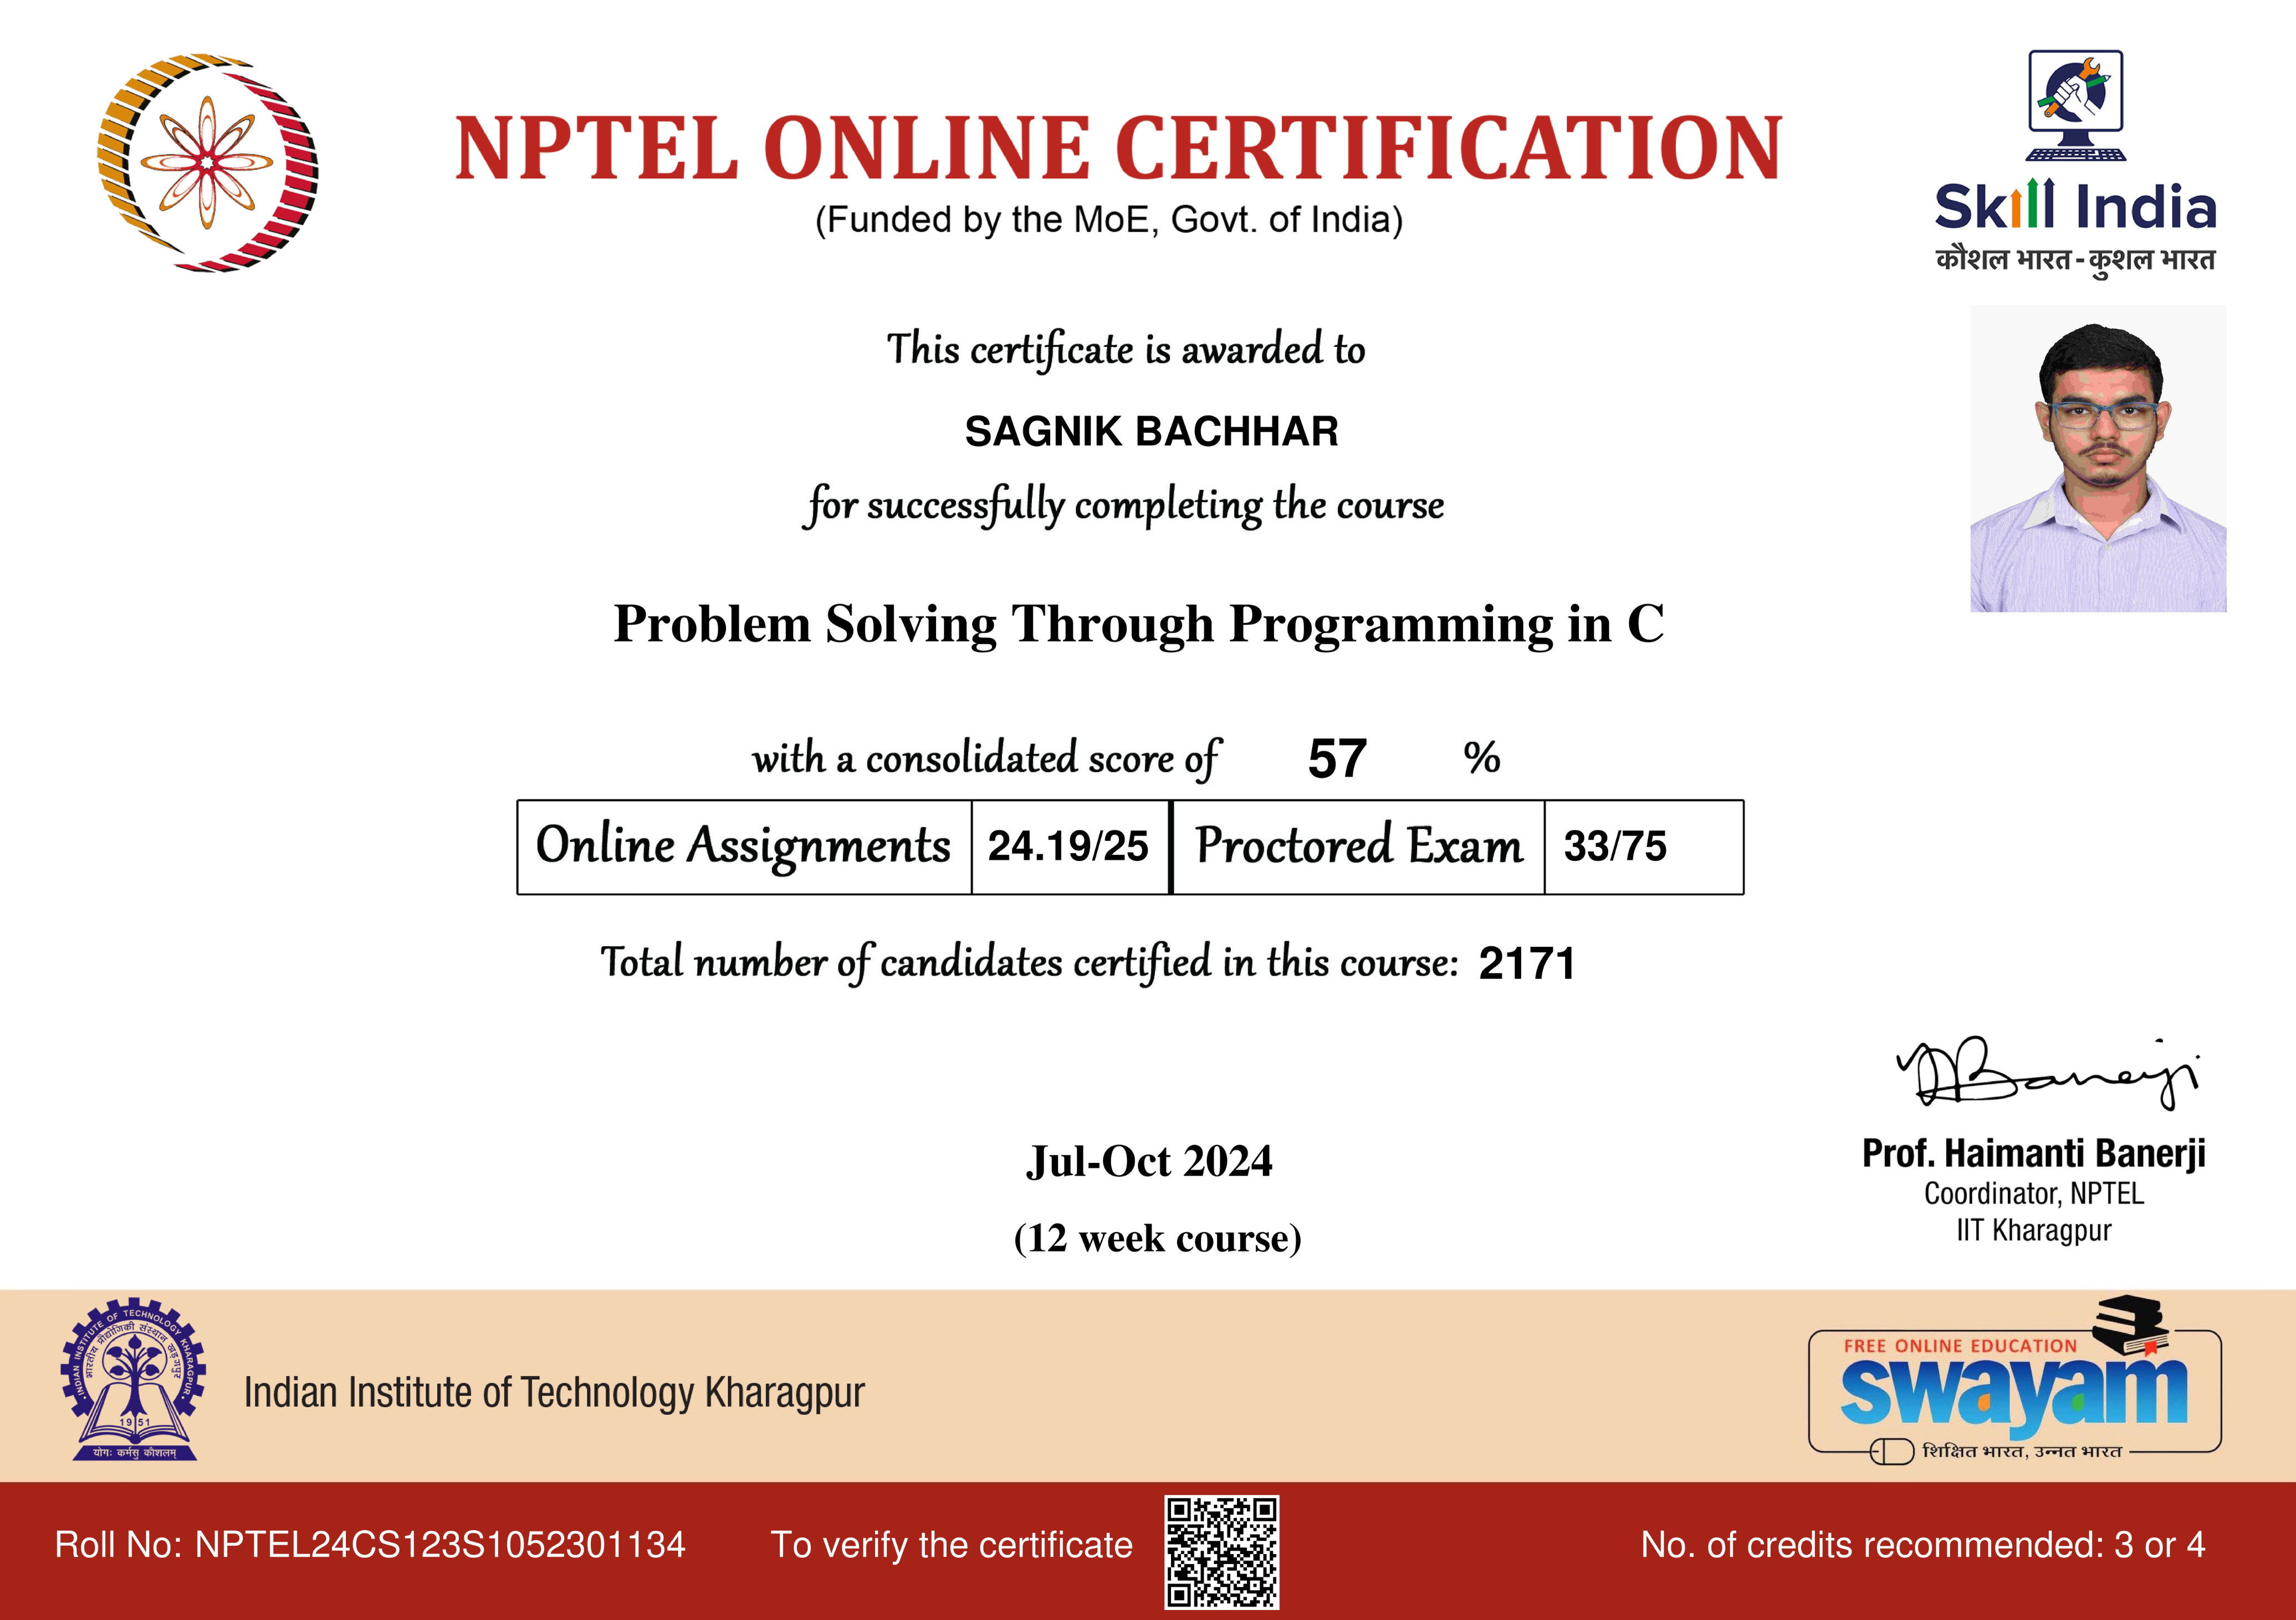 NPTEL ONLINE CERTIFICATION
(Funded by the MoE, Govt. of India)
Skill India
कौशल भारत - कुशल भारत
This certificate is awarded to
SAGNIK BACHHAR
for successfully completing the course
Problem Solving Through Programming in C
with a consolidated score of 57 %
Online Assignments 24.19/25 Proctored Exam 33/75
Total number of candidates certified in this course: 2171
Banerji
Prof. Haimanti Banerji
Coordinator, NPTEL
IIT Kharagpur
Jul-Oct 2024
(12 week course)
INDIAN INSTITUTE OF TECHNOLOGY KHARAGPUR
भारतीय प्रौद्योगिकी संस्थान खड़गपुर
1951
योगः कर्मसु कौशलम्
Indian Institute of Technology Kharagpur
FREE ONLINE EDUCATION
swayam
शिक्षित भारत, उन्नत भारत
Roll No: NPTEL24CS123S1052301134
To verify the certificate
No. of credits recommended: 3 or 4